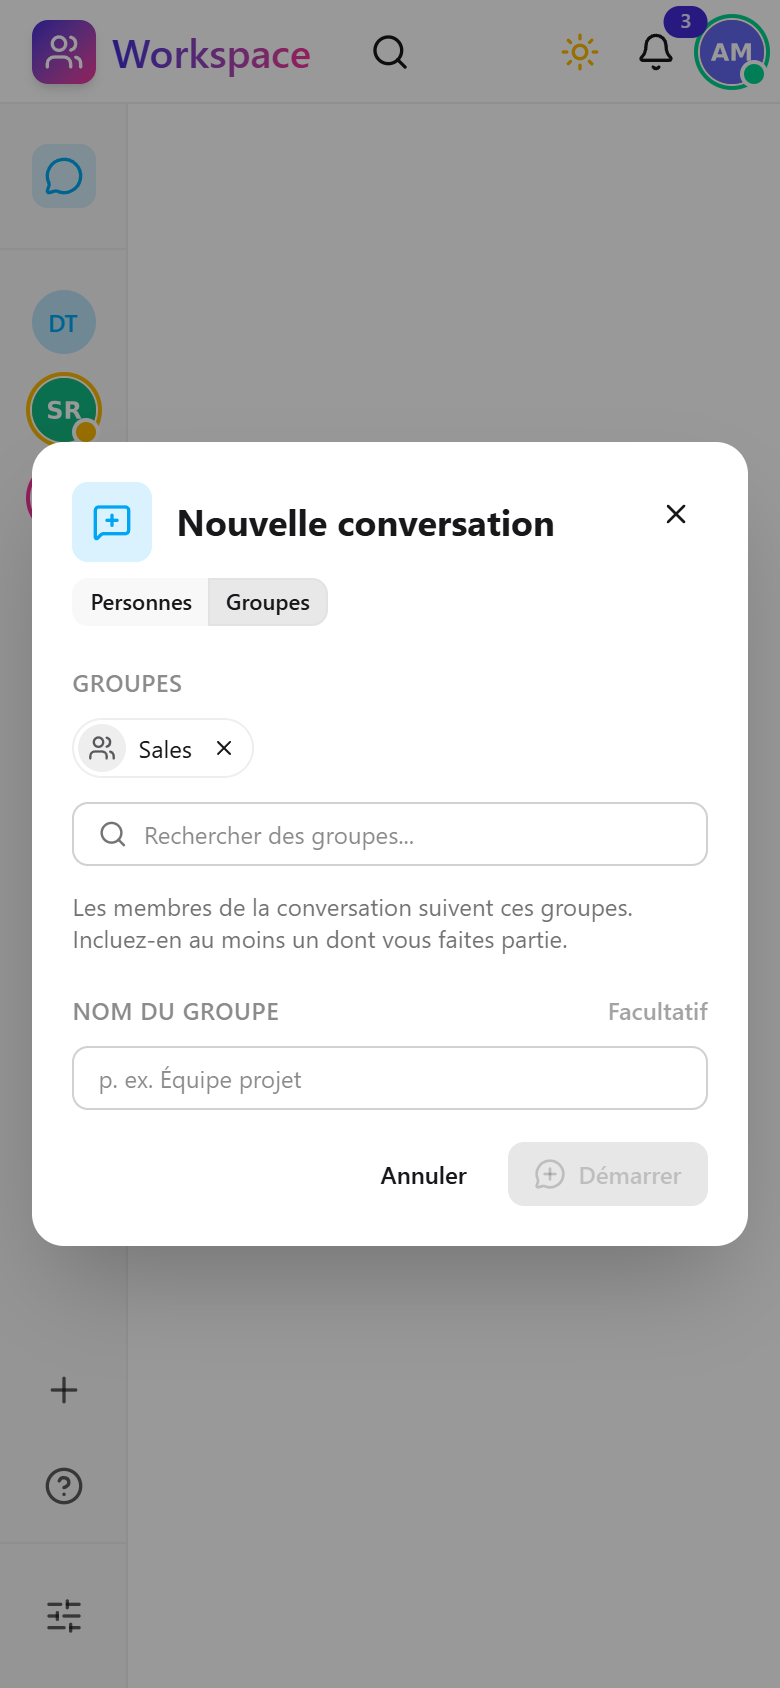 Workspace
3
AM
DT
SR
Nouvelle conversation
Personnes
Groupes
GROUPES
Sales
Rechercher des groupes...
Les membres de la conversation suivent ces groupes.
Incluez-en au moins un dont vous faites partie.
NOM DU GROUPE
Facultatif
p. ex. Équipe projet
Annuler
Démarrer